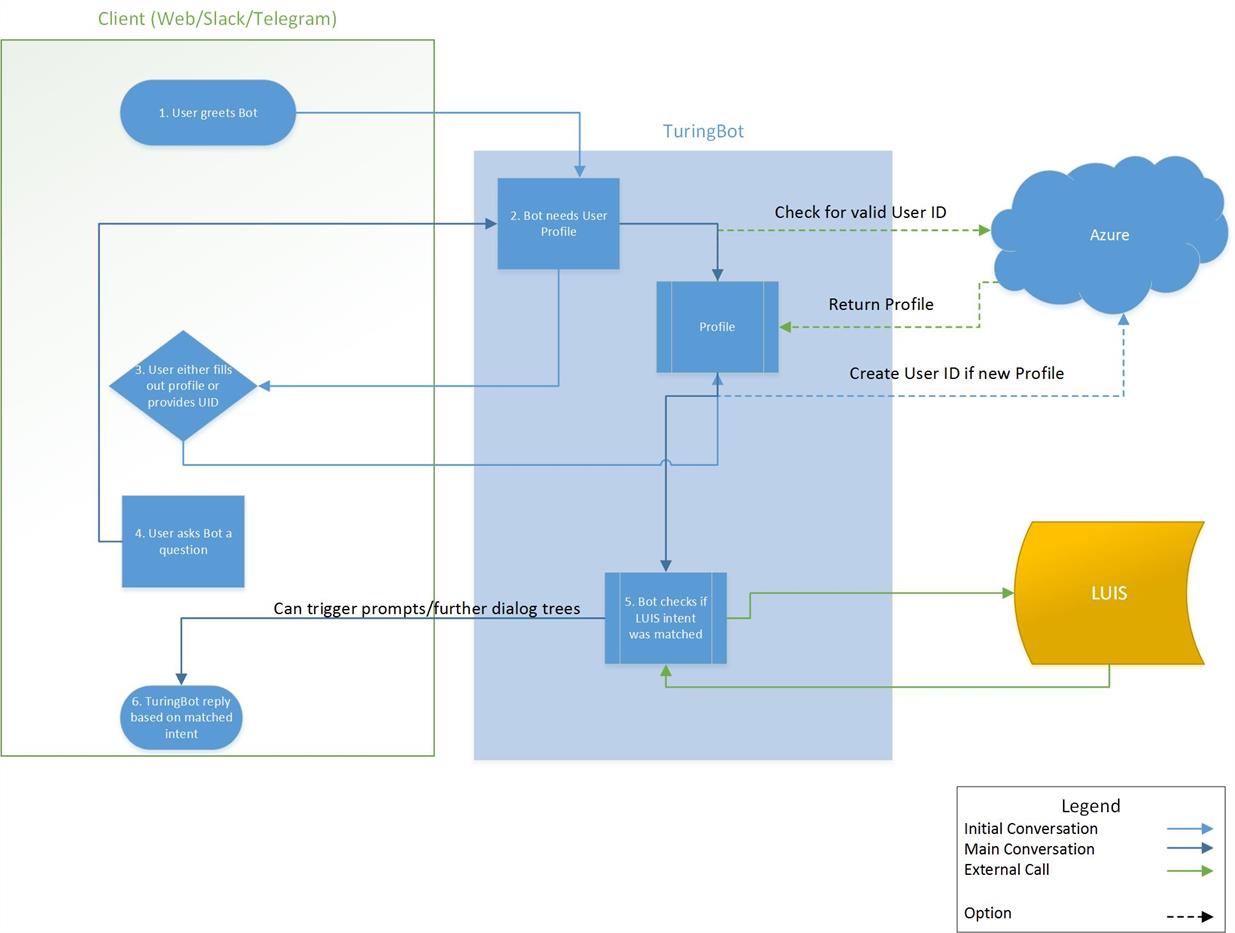 Client (Web/Slack/Telegram)
1. User greets Bot
TuringBot
2. Bot needs User
Profile
Check for valid User ID
Azure
Return Profile
Profile
3. User either fills
out profile or
provides UID
Create User ID if new Profile
4. User asks Bot a
question
Can trigger prompts/further dialog trees
5. Bot checks if
LUIS intent
was matched
LUIS
6. TuringBot reply
based on matched
intent
Legend
Initial Conversation
Main Conversation
External Call
Option